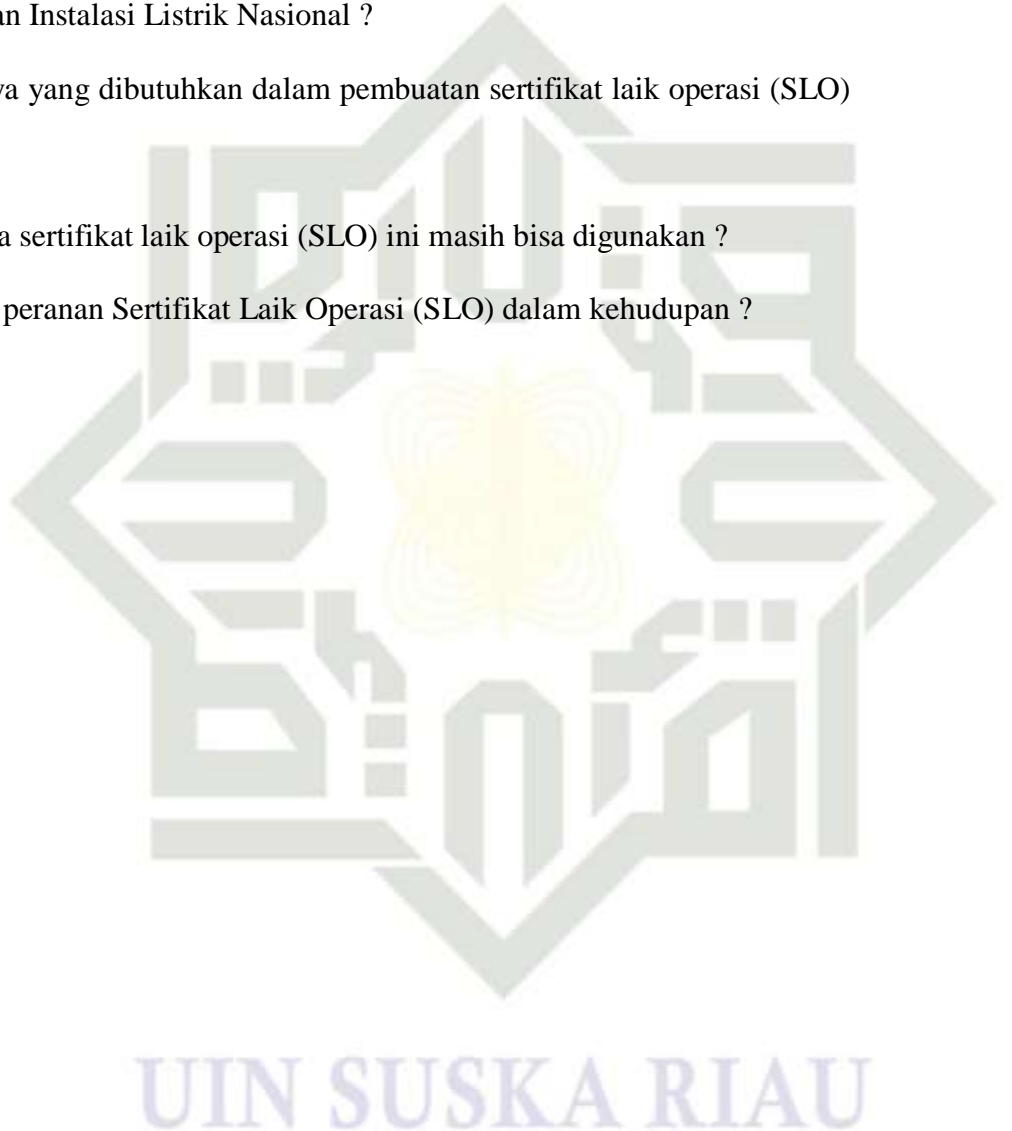 an Instalasi Listrik Nasional ?
ya yang dibutuhkan dalam pembuatan sertifikat laik operasi (SLO)
a sertifikat laik operasi (SLO) ini masih bisa digunakan ?
peranan Sertifikat Laik Operasi (SLO) dalam kehudupan ?
UIN SUSKA RIAU